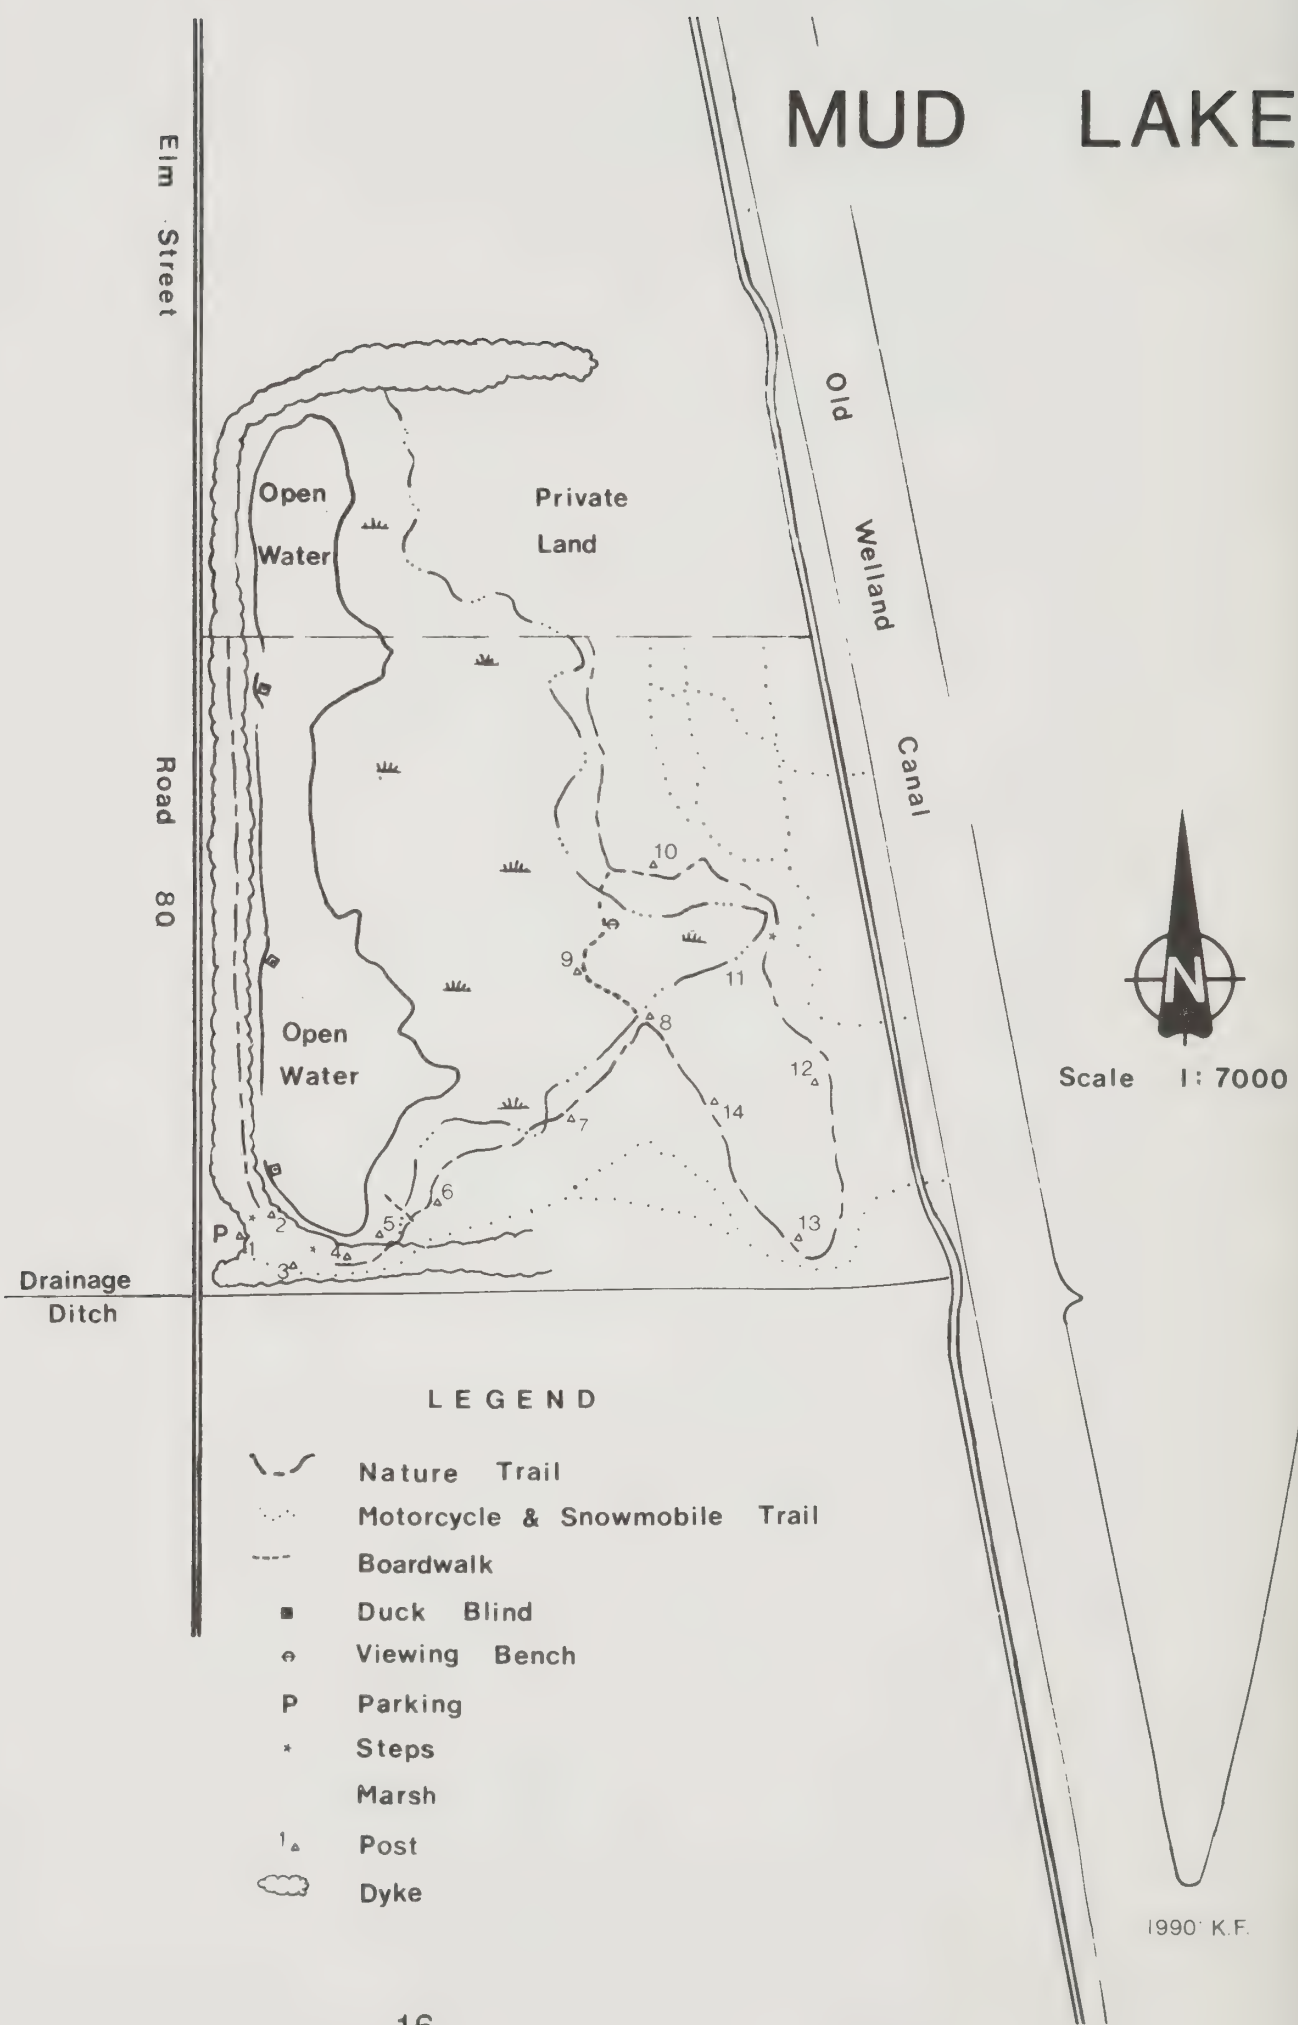 MUD LAKE
Elm Street
Old Welland Canal
Open
Water
Private
Land
Road 80
10
9
11
8
Open
Water
N
Scale 1:7000
12
14
7
6
5
13
2
P
1
4
3
Drainage
Ditch
LEGEND
Nature Trail
Motorcycle & Snowmobile Trail
Boardwalk
Duck Blind
Viewing Bench
P Parking
Steps
Marsh
1 Post
Dyke
1990 K.F.